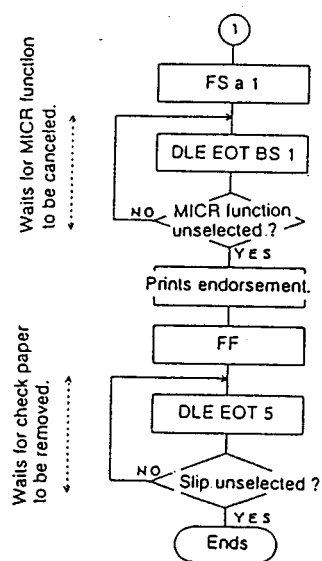 1
FS a 1
Waits for MICR function
to be canceled.
DLE EOT BS 1
NO
MICR function
unselected.?
YES
Prints endorsement.
FF
Waits for check paper
to be removed.
DLE EOT 5
NO
Slip unselected ?
YES
Ends